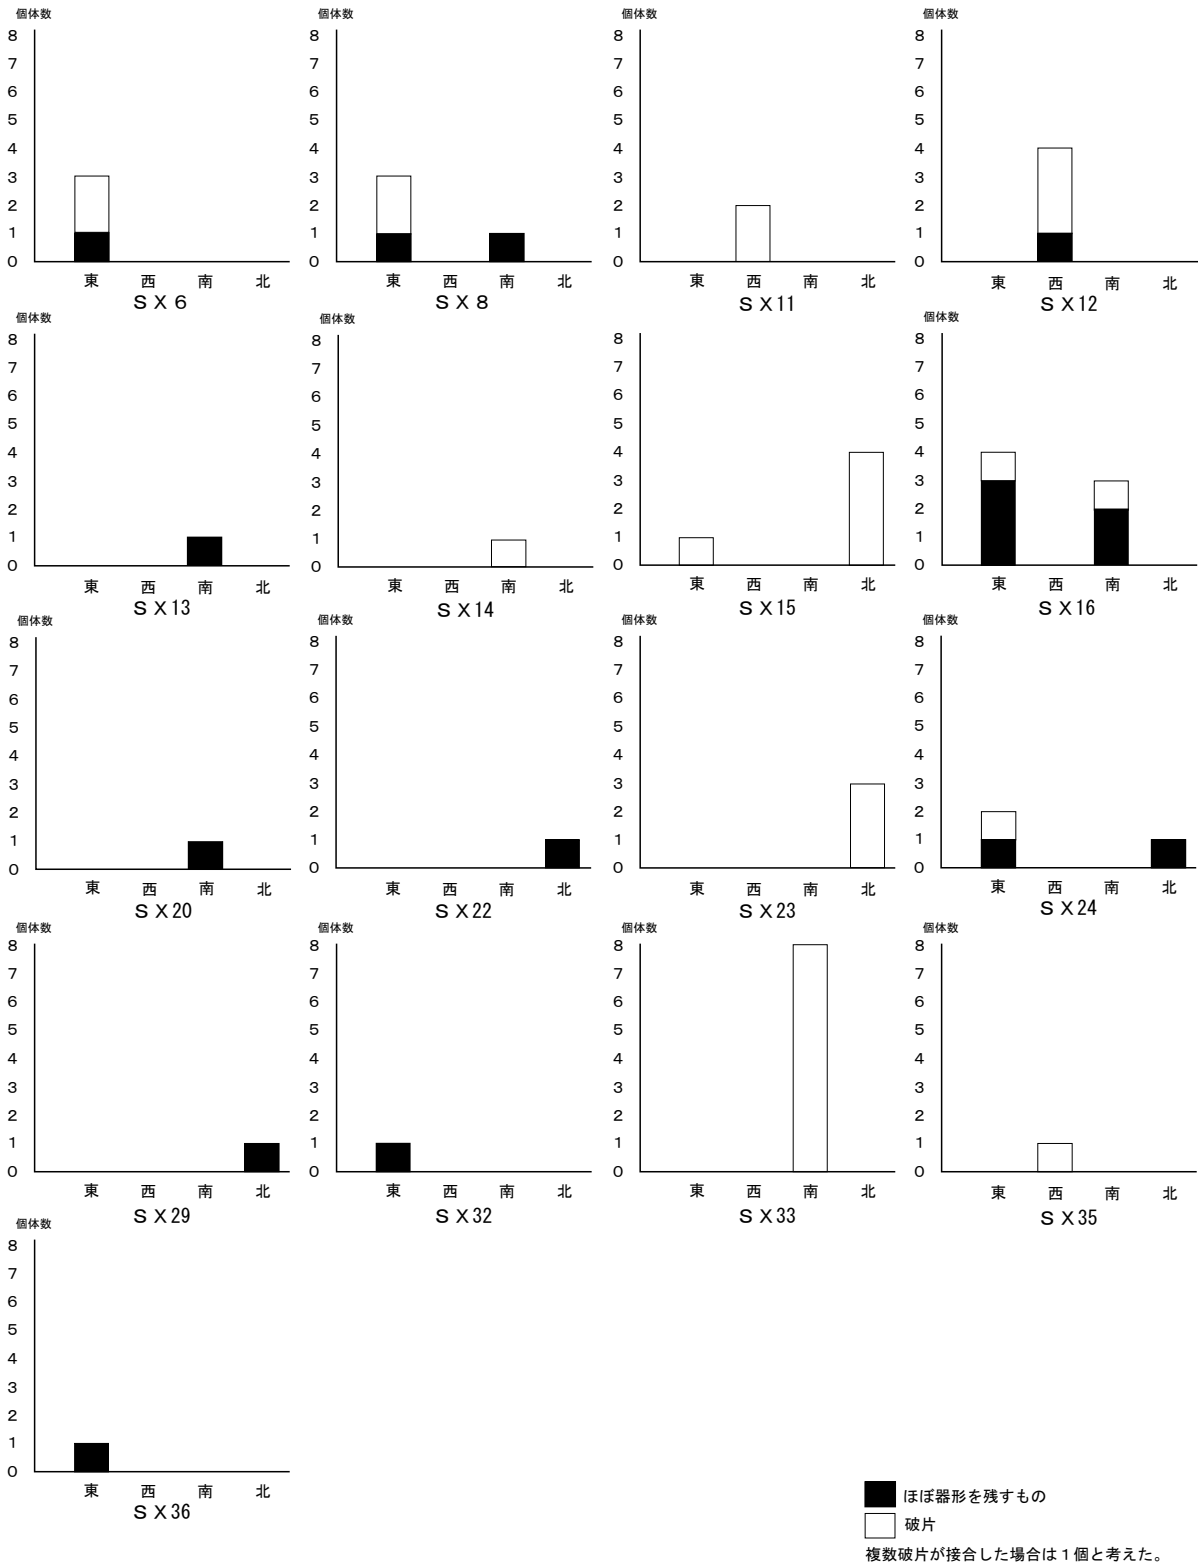 個体数 個体数 個体数 個体数
8 8 8 8
7 7 7 7
6 6 6 6
5 5 5 5
4 4 4 4
3 3 3 3
2 2 2 2
1 1 1 1
0 0 0 0
東 西 南 北 東 西 南 北 東 西 南 北 東 西 南 北
ＳＸ６ ＳＸ８ ＳＸ11 ＳＸ12
個体数 個体数 個体数
8 8 8 8
7 7 7 7
6 6 6 6
5 5 5 5
4 4 4 4
3 3 3 3
2 2 2 2
1 1 1 1
0 0 0 0
東 西 南 北 東 西 南 北 東 西 南 北 東 西 南 北
ＳＸ13 ＳＸ14 ＳＸ15 ＳＸ16
個体数 個体数 個体数 個体数
8 8 8 8
7 7 7 7
6 6 6 6
5 5 5 5
4 4 4 4
3 3 3 3
2 2 2 2
1 1 1 1
0 0 0 0
東 西 南 北 東 西 南 北 東 西 南 北 東 西 南 北
ＳＸ20 ＳＸ22 ＳＸ23 ＳＸ24
個体数 個体数 個体数 個体数
8 8 8 8
7 7 7 7
6 6 6 6
5 5 5 5
4 4 4 4
3 3 3 3
2 2 2 2
1 1 1 1
0 0 0 0
東 西 南 北 東 西 南 北 東 西 南 北 東 西 南 北
ＳＸ29 ＳＸ32 ＳＸ33 ＳＸ35
個体数
8
7
6
5
4
3
2
1
0
東 西 南 北
ＳＸ36
ほぼ器形を残すもの
破片
複数破片が接合した場合は１個と考えた。